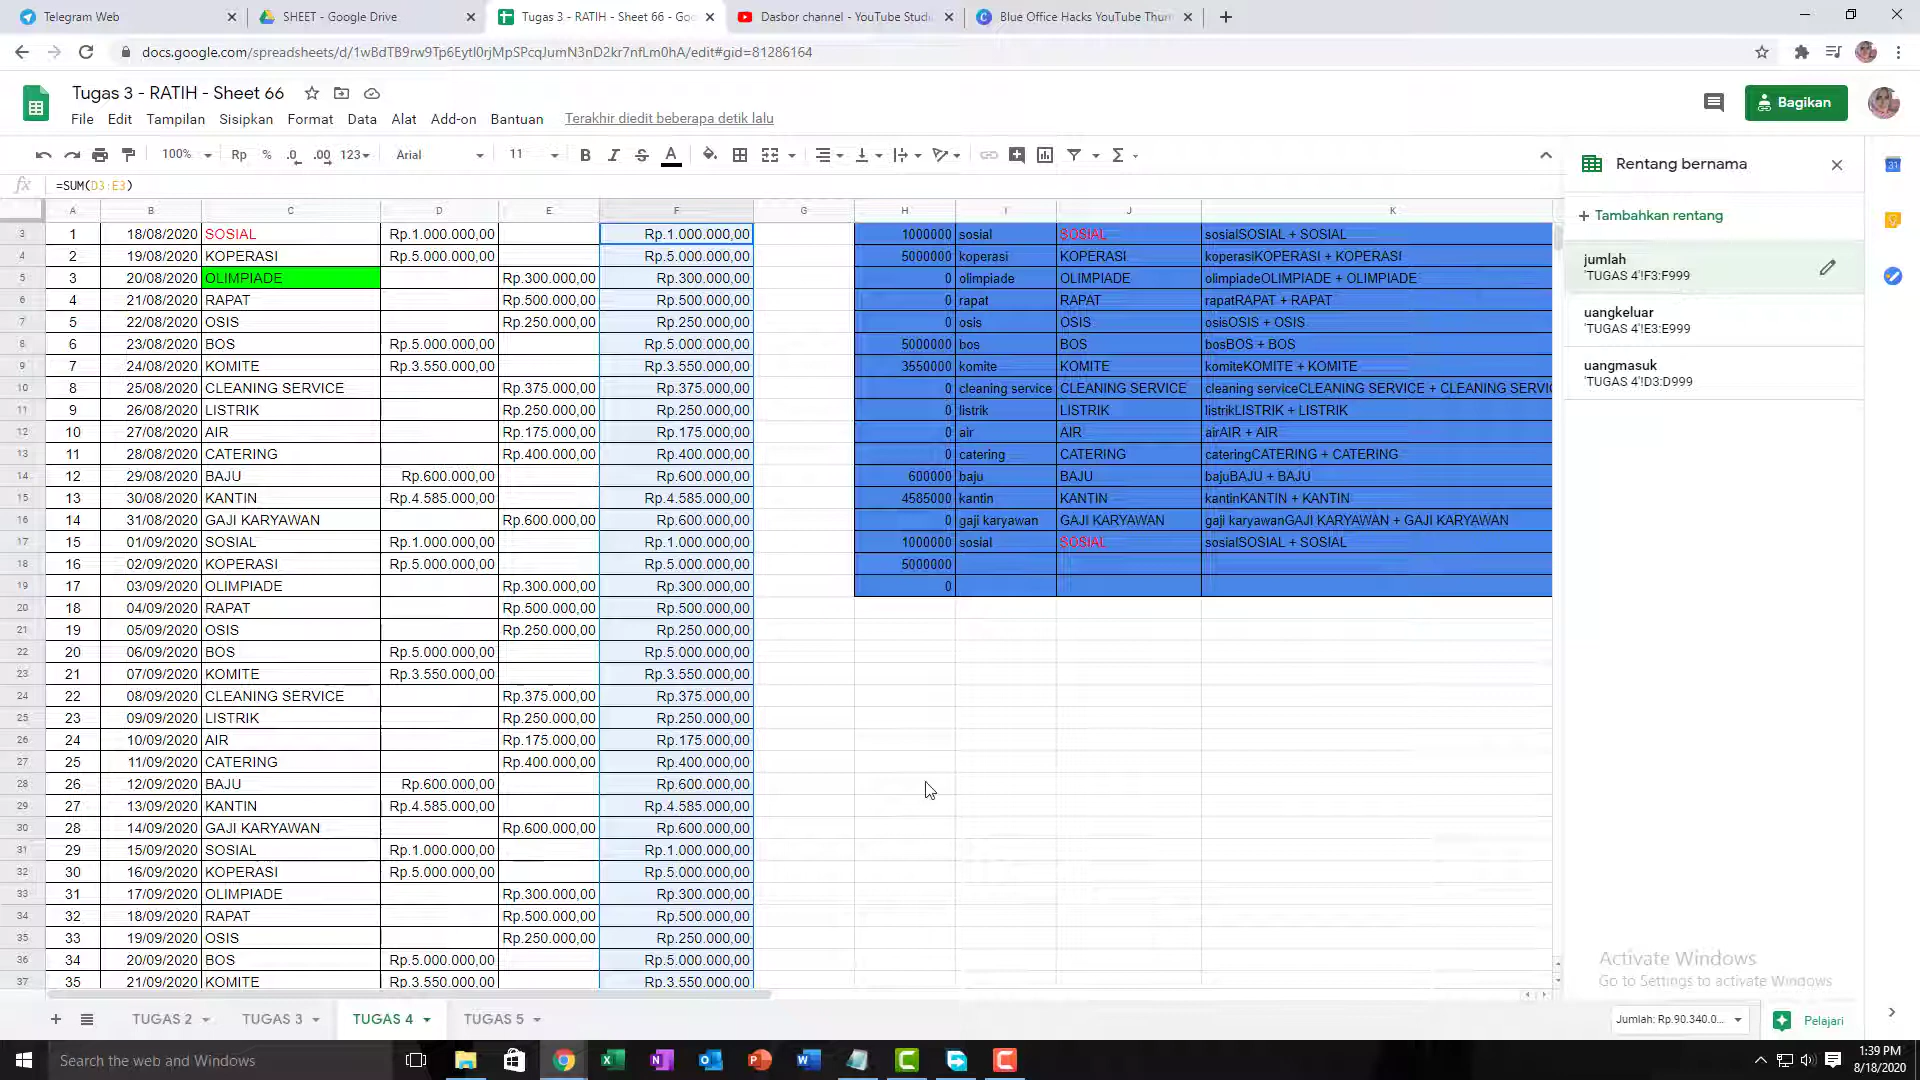 Telegram Web
SHEET - Google Drive
Tugas 3 - RATIH - Sheet 66 - Goo
Dasbor channel - YouTube Studi
Blue Office Hacks YouTube Thum
Tugas 3 - RATIH - Sheet 66
File Edit Tampilan Sisipkan Format Data Alat Add-on Bantuan Terakhir diedit beberapa detik lalu
Bagikan
100% Rp % .0 .00 123 Arial 11 B I S A
=SUM(D3:E3)
A B C D E F G H I J K
3 1 18/08/2020 SOSIAL Rp.1.000.000,00 Rp.1.000.000,00 1000000 sosial SOSIAL sosialSOSIAL + SOSIAL
4 2 19/08/2020 KOPERASI Rp.5.000.000,00 Rp.5.000.000,00 5000000 koperasi KOPERASI koperasiKOPERASI + KOPERASI
5 3 20/08/2020 OLIMPIADE Rp.300.000,00 Rp.300.000,00 0 olimpiade OLIMPIADE olimpiadeOLIMPIADE + OLIMPIADE
6 4 21/08/2020 RAPAT Rp.500.000,00 Rp.500.000,00 0 rapat RAPAT rapatRAPAT + RAPAT
7 5 22/08/2020 OSIS Rp.250.000,00 Rp.250.000,00 0 osis OSIS osisOSIS + OSIS
8 6 23/08/2020 BOS Rp.5.000.000,00 Rp.5.000.000,00 5000000 bos BOS bosBOS + BOS
9 7 24/08/2020 KOMITE Rp.3.550.000,00 Rp.3.550.000,00 3550000 komite KOMITE komiteKOMITE + KOMITE
10 8 25/08/2020 CLEANING SERVICE Rp.375.000,00 Rp.375.000,00 0 cleaning service CLEANING SERVICE cleaning serviceCLEANING SERVICE + CLEANING SERVIC
11 9 26/08/2020 LISTRIK Rp.250.000,00 Rp.250.000,00 0 listrik LISTRIK listrikLISTRIK + LISTRIK
12 10 27/08/2020 AIR Rp.175.000,00 Rp.175.000,00 0 air AIR airAIR + AIR
13 11 28/08/2020 CATERING Rp.400.000,00 Rp.400.000,00 0 catering CATERING cateringCATERING + CATERING
14 12 29/08/2020 BAJU Rp.600.000,00 Rp.600.000,00 600000 baju BAJU bajuBAJU + BAJU
15 13 30/08/2020 KANTIN Rp.4.585.000,00 Rp.4.585.000,00 4585000 kantin KANTIN kantinKANTIN + KANTIN
16 14 31/08/2020 GAJI KARYAWAN Rp.600.000,00 Rp.600.000,00 0 gaji karyawan GAJI KARYAWAN gaji karyawanGAJI KARYAWAN + GAJI KARYAWAN
17 15 01/09/2020 SOSIAL Rp.1.000.000,00 Rp.1.000.000,00 1000000 sosial SOSIAL sosialSOSIAL + SOSIAL
18 16 02/09/2020 KOPERASI Rp.5.000.000,00 Rp.5.000.000,00 5000000
19 17 03/09/2020 OLIMPIADE Rp.300.000,00 Rp.300.000,00 0
20 18 04/09/2020 RAPAT Rp.500.000,00 Rp.500.000,00
21 19 05/09/2020 OSIS Rp.250.000,00 Rp.250.000,00
22 20 06/09/2020 BOS Rp.5.000.000,00 Rp.5.000.000,00
23 21 07/09/2020 KOMITE Rp.3.550.000,00 Rp.3.550.000,00
24 22 08/09/2020 CLEANING SERVICE Rp.375.000,00 Rp.375.000,00
25 23 09/09/2020 LISTRIK Rp.250.000,00 Rp.250.000,00
26 24 10/09/2020 AIR Rp.175.000,00 Rp.175.000,00
27 25 11/09/2020 CATERING Rp.400.000,00 Rp.400.000,00
28 26 12/09/2020 BAJU Rp.600.000,00 Rp.600.000,00
29 27 13/09/2020 KANTIN Rp.4.585.000,00 Rp.4.585.000,00
30 28 14/09/2020 GAJI KARYAWAN Rp.600.000,00 Rp.600.000,00
31 29 15/09/2020 SOSIAL Rp.1.000.000,00 Rp.1.000.000,00
32 30 16/09/2020 KOPERASI Rp.5.000.000,00 Rp.5.000.000,00
33 31 17/09/2020 OLIMPIADE Rp.300.000,00 Rp.300.000,00
34 32 18/09/2020 RAPAT Rp.500.000,00 Rp.500.000,00
35 33 19/09/2020 OSIS Rp.250.000,00 Rp.250.000,00
36 34 20/09/2020 BOS Rp.5.000.000,00 Rp.5.000.000,00
37 35 21/09/2020 KOMITE Rp.3.550.000,00 Rp.3.550.000,00
Rentang bernama
+ Tambahkan rentang
jumlah
'TUGAS 4'!F3:F999
uangkeluar
'TUGAS 4'!E3:E999
uangmasuk
'TUGAS 4'!D3:D999
Activate Windows
Go to Settings to activate Windows
TUGAS 2 TUGAS 3 TUGAS 4 TUGAS 5
Jumlah: Rp.90.340.0...
Pelajari
Search the web and Windows
1:39 PM
8/18/2020